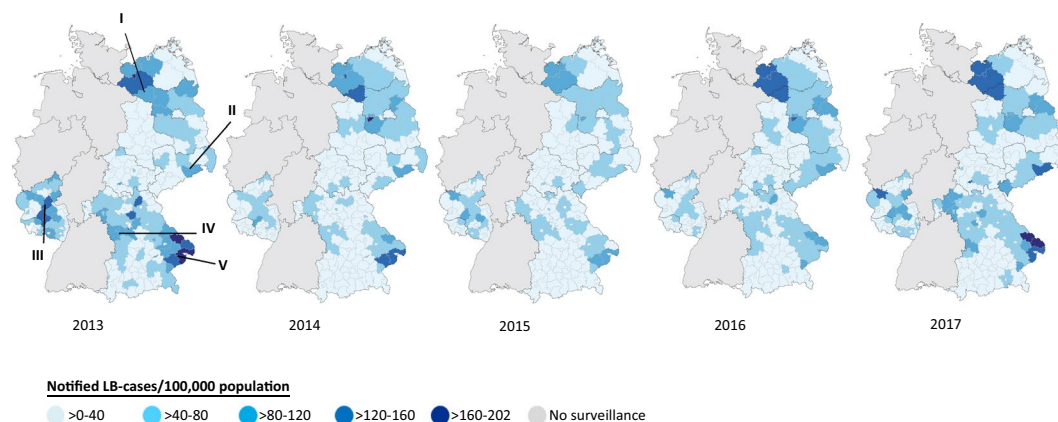 I
II
III
IV
V
2013
2014
2015
2016
2017
Notified LB-cases/100,000 population
>0-40 >40-80 >80-120 >120-160 >160-202 No surveillance